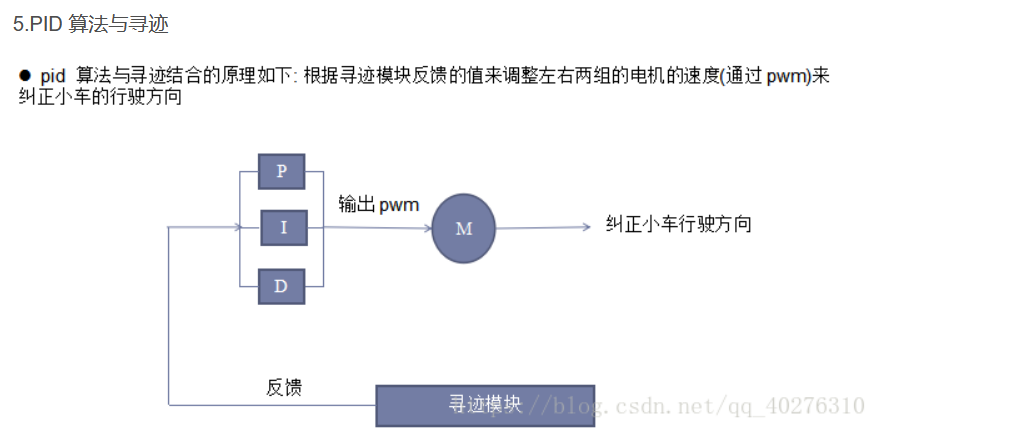 5.PID 算法与寻迹
● pid 算法与寻迹结合的原理如下: 根据寻迹模块反馈的值来调整左右两组的电机的速度(通过 pwm)来
纠正小车的行驶方向
P
输出 pwm
I
M
纠正小车行驶方向
D
反馈
寻迹模块
https://blog.csdn.net/qq_40276310